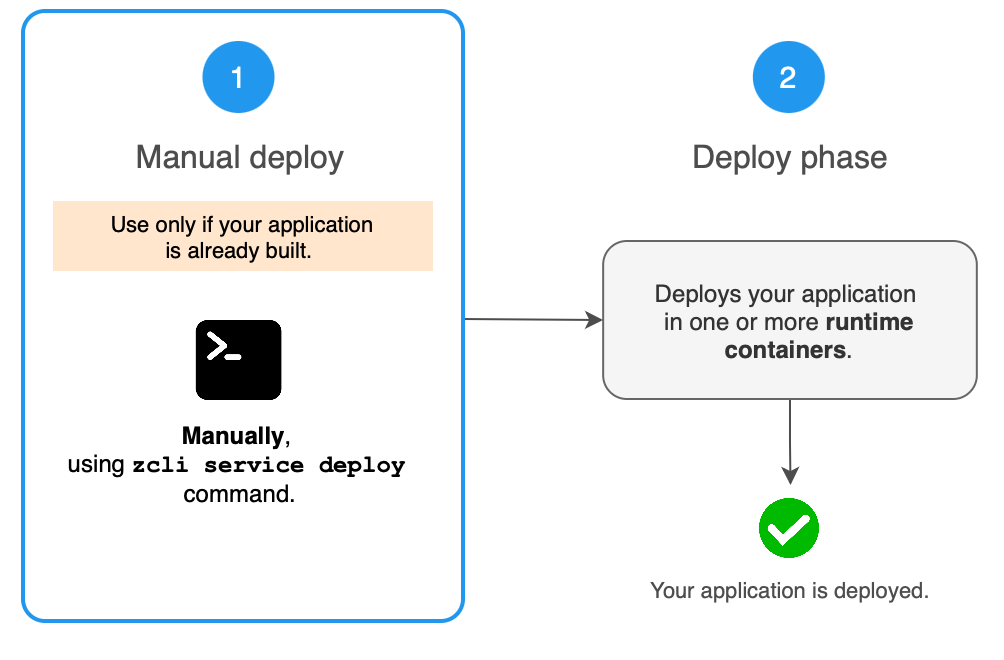 1
Manual deploy
Use only if your application
is already built.
>_
Manually,
using zcli service deploy
command.
2
Deploy phase
Deploys your application
in one or more runtime
containers.
Your application is deployed.